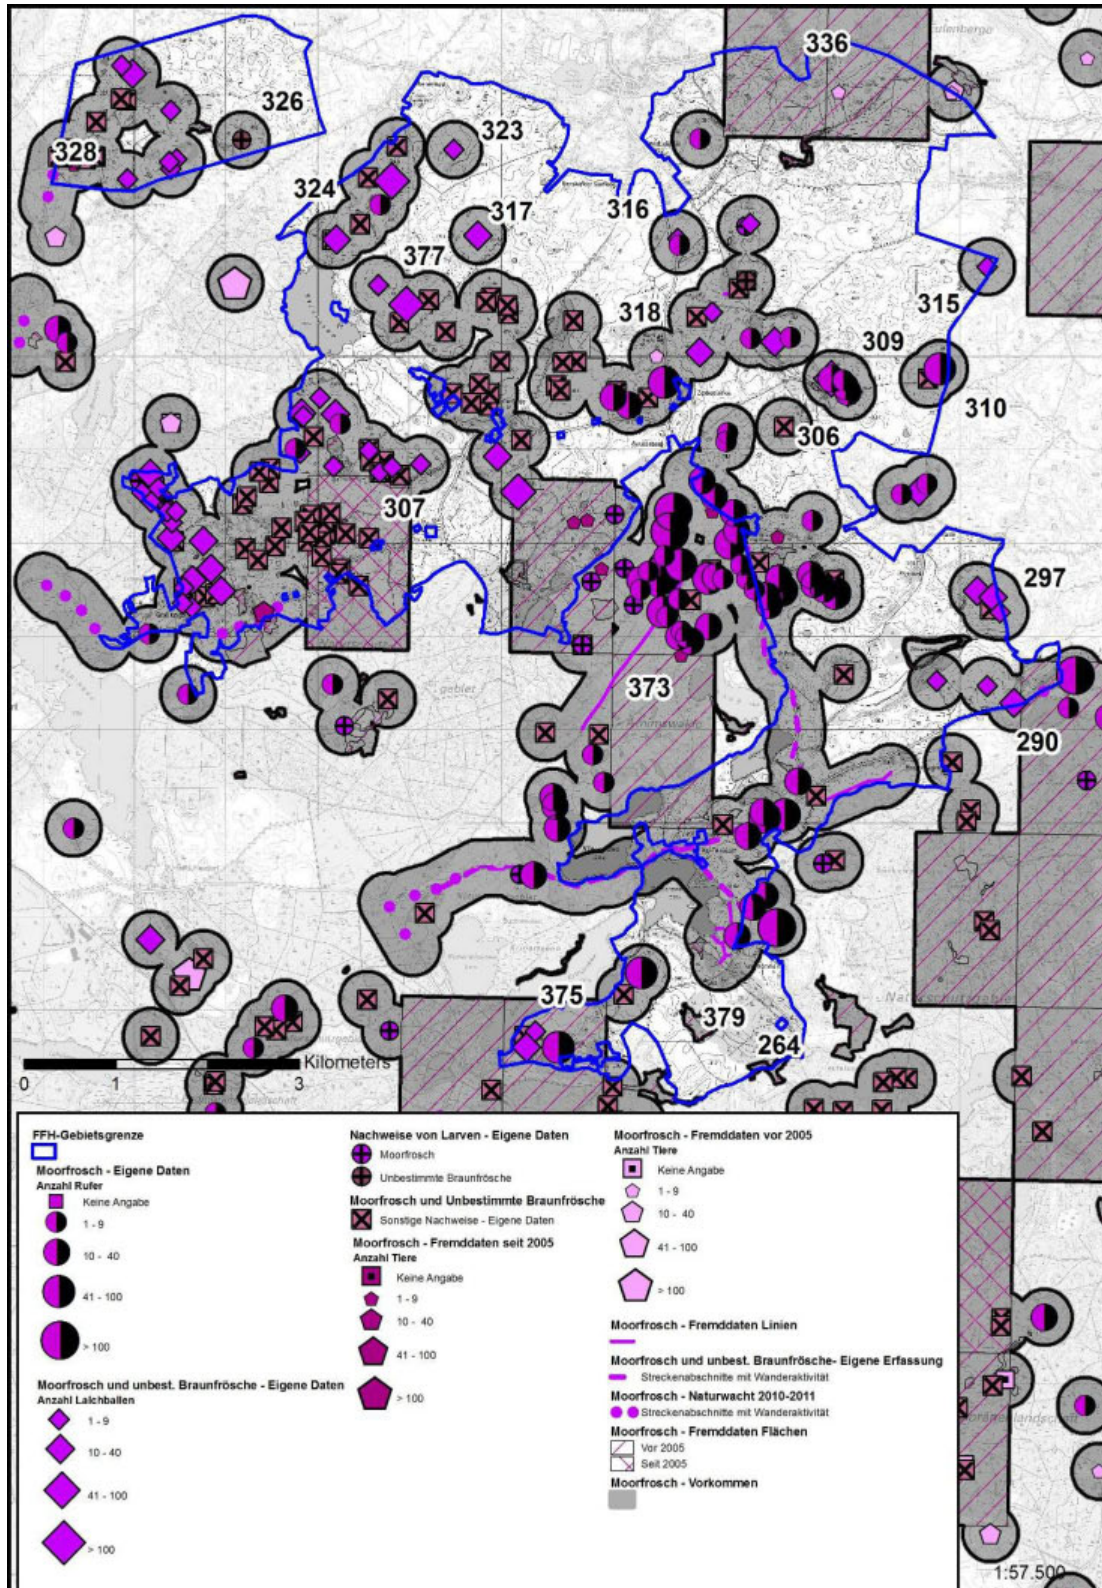 336
326
328
323
324
316
317
377
315
318
309
310
306
307
297
373
290
375
379
264
Kilometers
0 1 3
FFH-Gebietsgrenze
Moorfrosch - Eigene Daten
Anzahl Rufer
Keine Angabe
1 - 9
10 - 40
41 - 100
> 100
Moorfrosch und unbest. Braunfrösche - Eigene Daten
Anzahl Laichballen
1 - 9
10 - 40
41 - 100
> 100
Nachweise von Larven - Eigene Daten
Moorfrosch
Unbestimmte Braunfrösche
Moorfrosch und Unbestimmte Braunfrösche
Sonstige Nachweise - Eigene Daten
Moorfrosch - Fremddaten seit 2005
Anzahl Tiere
Keine Angabe
1 - 9
10 - 40
41 - 100
> 100
Moorfrosch - Fremddaten vor 2005
Anzahl Tiere
Keine Angabe
1 - 9
10 - 40
41 - 100
> 100
Moorfrosch - Fremddaten Linien
Moorfrosch und unbest. Braunfrösche- Eigene Erfassung
Streckenabschnitte mit Wanderaktivität
Moorfrosch - Naturwacht 2010-2011
Streckenabschnitte mit Wanderaktivität
Moorfrosch - Fremddaten Flächen
Vor 2005
Seit 2005
Moorfrosch - Vorkommen
1:57.500